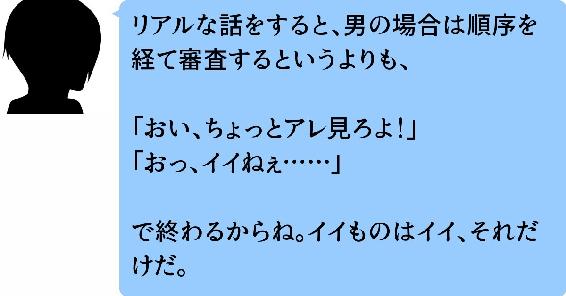 リアルな話をすると、男の場合は順序を
経て審査するというよりも、
「おい、ちょっとアレ見ろよ!」
「おっ、イイねぇ……」
で終わるからね。イイものはイイ、それだ
けだ。